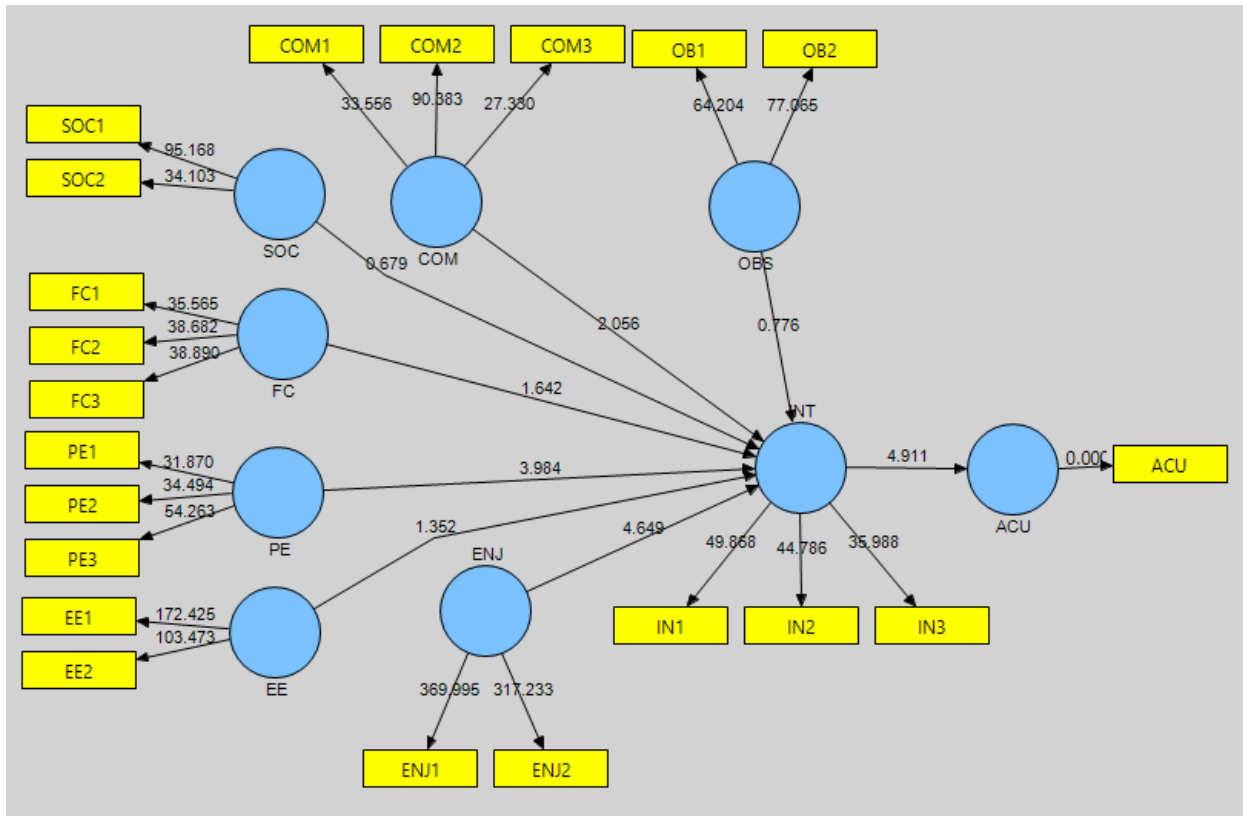 COM1
COM2
COM3
OB1
OB2
33.556
90.383
27.330
64.204
77.065
SOC1
SOC2
95.168
34.103
SOC
COM
OBS
0.679
2.056
0.776
FC1
FC2
FC3
35.565
38.682
38.890
FC
1.642
NT
PE1
PE2
PE3
31.870
34.494
54.263
PE
3.984
4.911
0.000
ACU
ACU
1.352
4.649
ENJ
49.868
44.786
35.988
EE1
EE2
172.425
103.473
EE
IN1
IN2
IN3
369.995
317.233
ENJ1
ENJ2